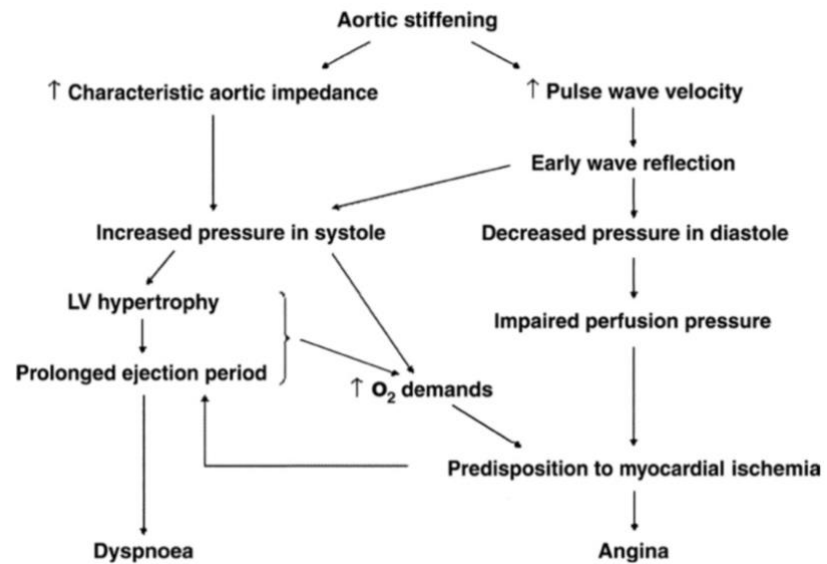 Aortic stiffening
↑ Characteristic aortic impedance
↑ Pulse wave velocity
Early wave reflection
Increased pressure in systole
Decreased pressure in diastole
LV hypertrophy
Impaired perfusion pressure
Prolonged ejection period
↑ O₂ demands
Predisposition to myocardial ischemia
Dyspnoea
Angina